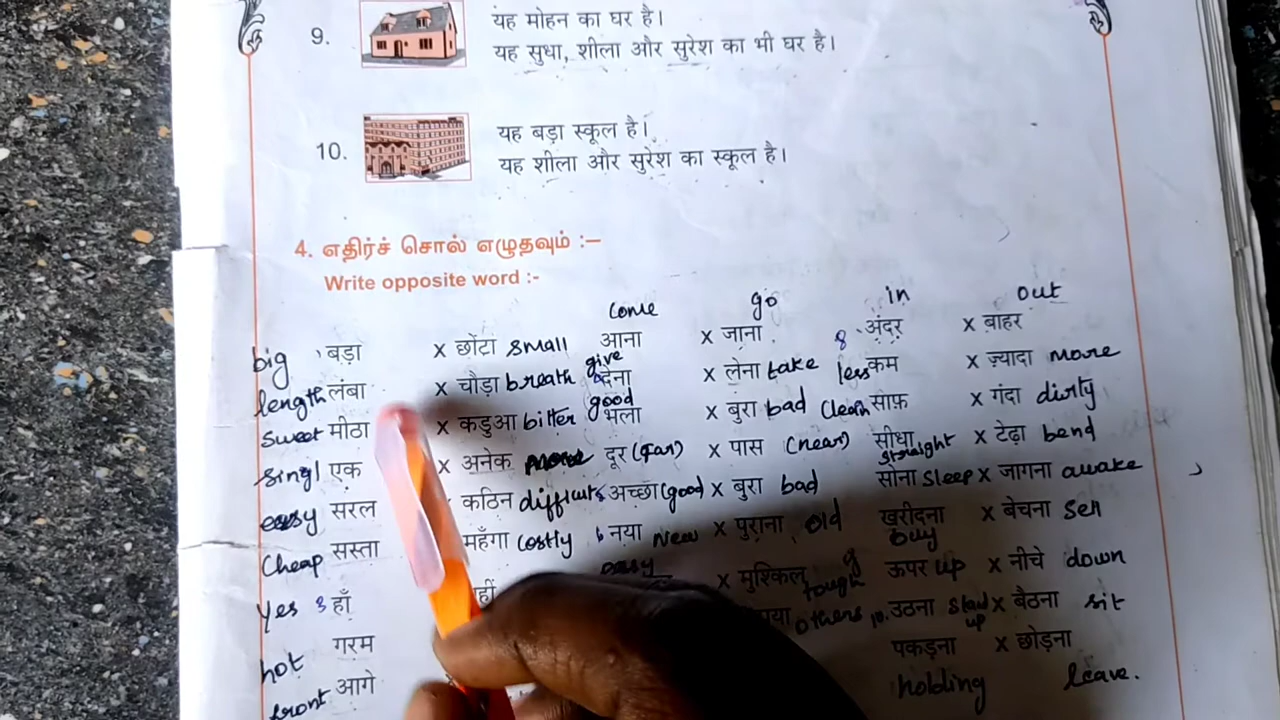 9. यह मोहन का घर है।
यह सुधा, शीला और सुरेश का भी घर है।
10. यह बड़ा स्कूल है।
यह शीला और सुरेश का स्कूल है।
4. எதிர்ச் சொல் எழுதவும் :–
Write opposite word :-
come go in out
big बड़ा x छोटा small आना x जाना 8. अंदर x बाहर
length लंबा x चौड़ा breath give देना x लेना take less कम x ज़्यादा more
sweet मीठा x कडुआ bitter good भला x बुरा bad Clean साफ़ x गंदा dirty
singl एक x अनेक more दूर (far) x पास (near) सीधा straight x टेढ़ा bend
easy सरल कठिन difficult अच्छा (good x बुरा bad सोना sleep x जागना awake
Cheap सस्ता महँगा costly नया new x पुराना old ख़रीदना buy x बेचना sell
yes 3 हाँ easy x मुश्किल tough ऊपर up x नीचे down
hot गरम others 10. उठना stad up x बैठना sit
front आगे पकड़ना x छोड़ना
holding leave.